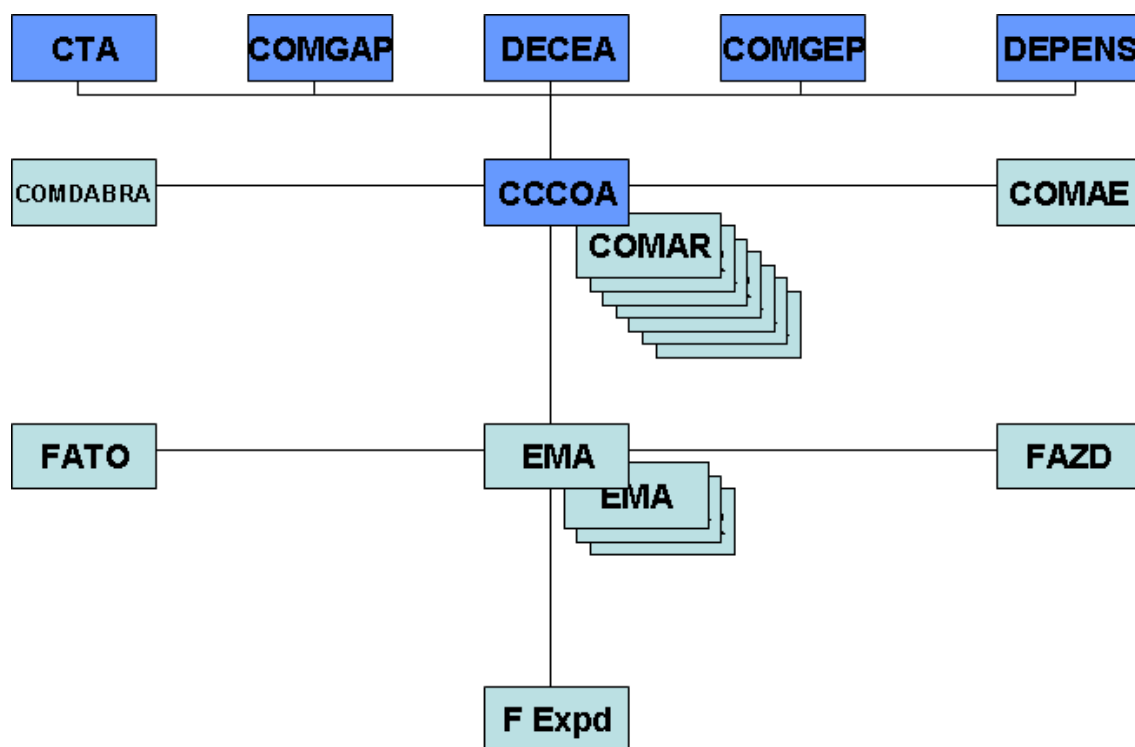 CTA
COMGAP
DECEA
COMGEP
DEPENS
COMDABRA
CCCOA
COMAE
COMAR
FATO
EMA
FAZD
EMA
F Expd